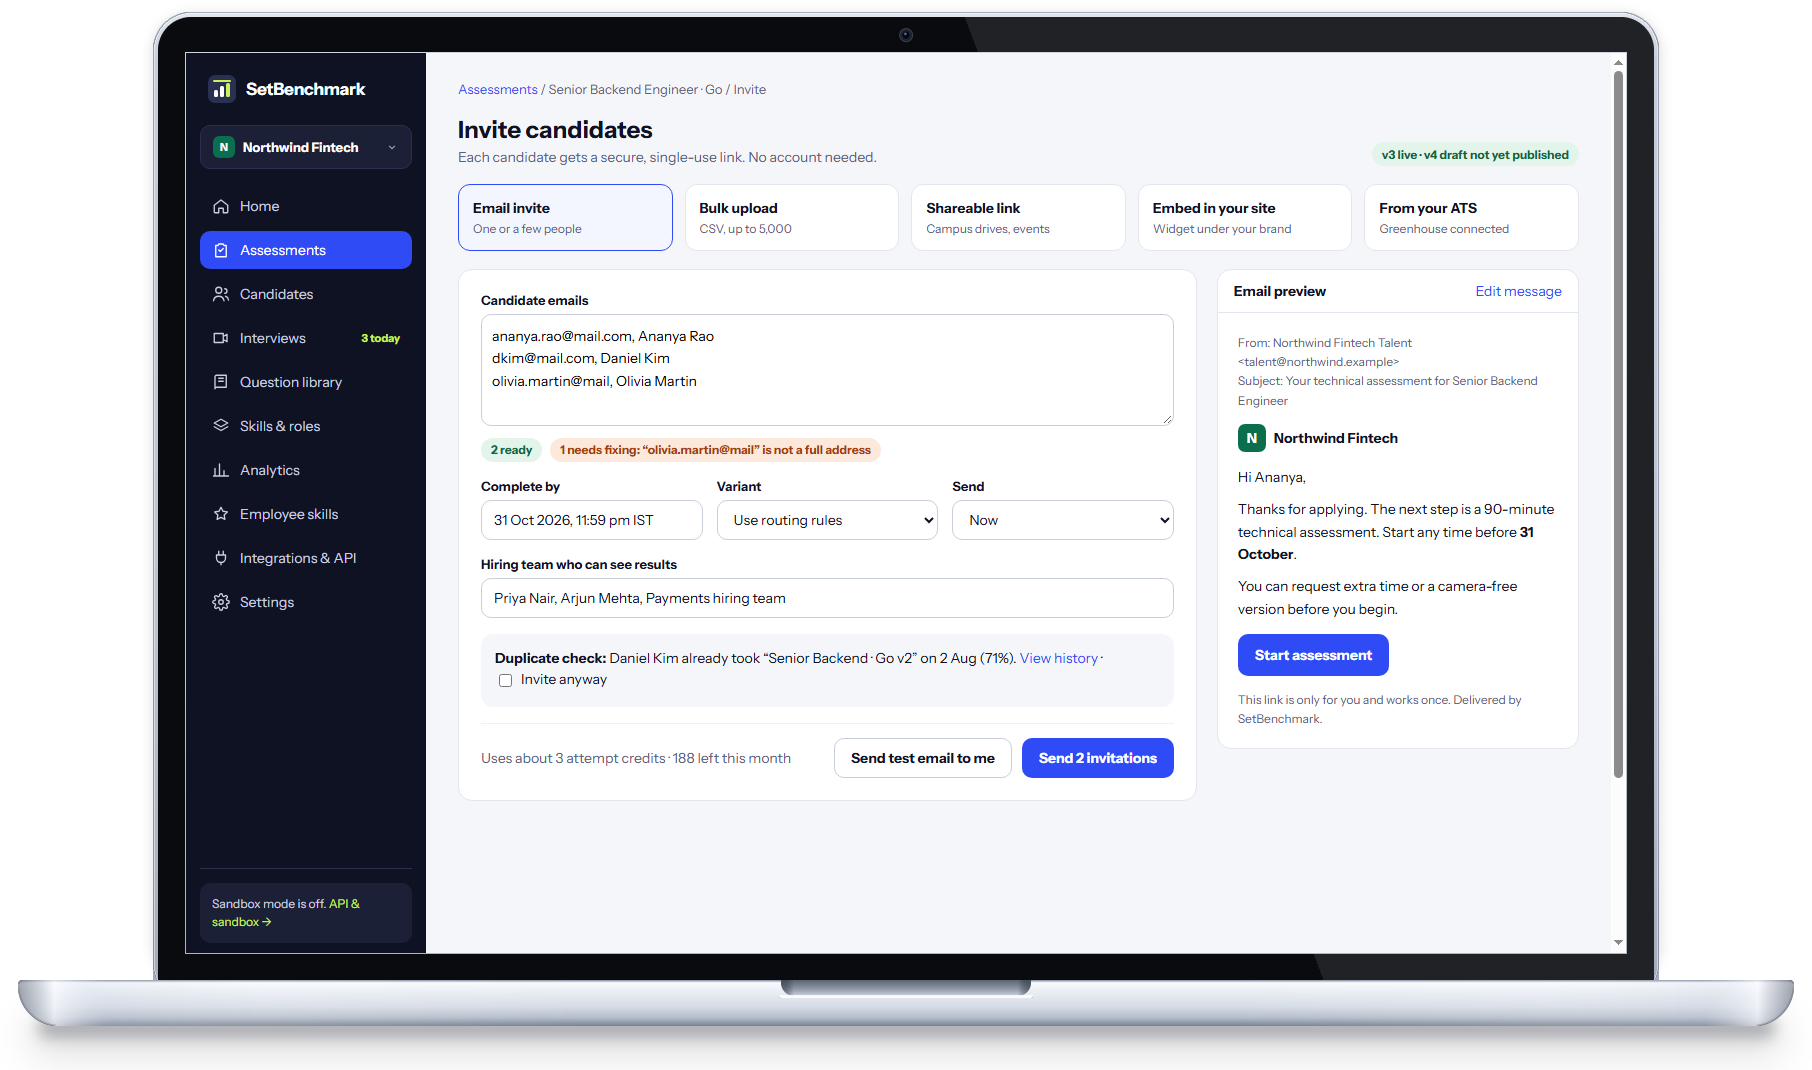 SetBenchmark
N Northwind Fintech
Home
Assessments
Candidates
Interviews 3 today
Question library
Skills & roles
Analytics
Employee skills
Integrations & API
Settings
Sandbox mode is off. API &
sandbox →
Assessments / Senior Backend Engineer · Go / Invite
Invite candidates
Each candidate gets a secure, single-use link. No account needed.
v3 live · v4 draft not yet published
Email invite
One or a few people
Bulk upload
CSV, up to 5,000
Shareable link
Campus drives, events
Embed in your site
Widget under your brand
From your ATS
Greenhouse connected
Candidate emails
ananya.rao@mail.com, Ananya Rao
dkim@mail.com, Daniel Kim
olivia.martin@mail, Olivia Martin
2 ready
1 needs fixing: “olivia.martin@mail” is not a full address
Complete by
31 Oct 2026, 11:59 pm IST
Variant
Use routing rules
Send
Now
Hiring team who can see results
Priya Nair, Arjun Mehta, Payments hiring team
Duplicate check: Daniel Kim already took “Senior Backend · Go v2” on 2 Aug (71%). View history ·
Invite anyway
Uses about 3 attempt credits · 188 left this month
Send test email to me
Send 2 invitations
Email preview
Edit message
From: Northwind Fintech Talent
<talent@northwind.example>
Subject: Your technical assessment for Senior Backend
Engineer
N Northwind Fintech
Hi Ananya,
Thanks for applying. The next step is a 90-minute
technical assessment. Start any time before 31
October.
You can request extra time or a camera-free
version before you begin.
Start assessment
This link is only for you and works once. Delivered by
SetBenchmark.